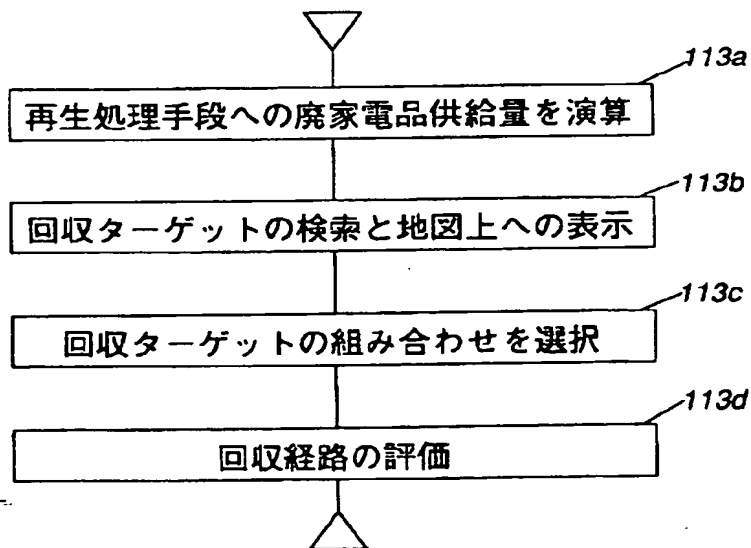 113a
再生処理手段への廃家電品供給量を演算
113b
回収ターゲットの検索と地図上への表示
113c
回収ターゲットの組み合わせを選択
113d
回収経路の評価